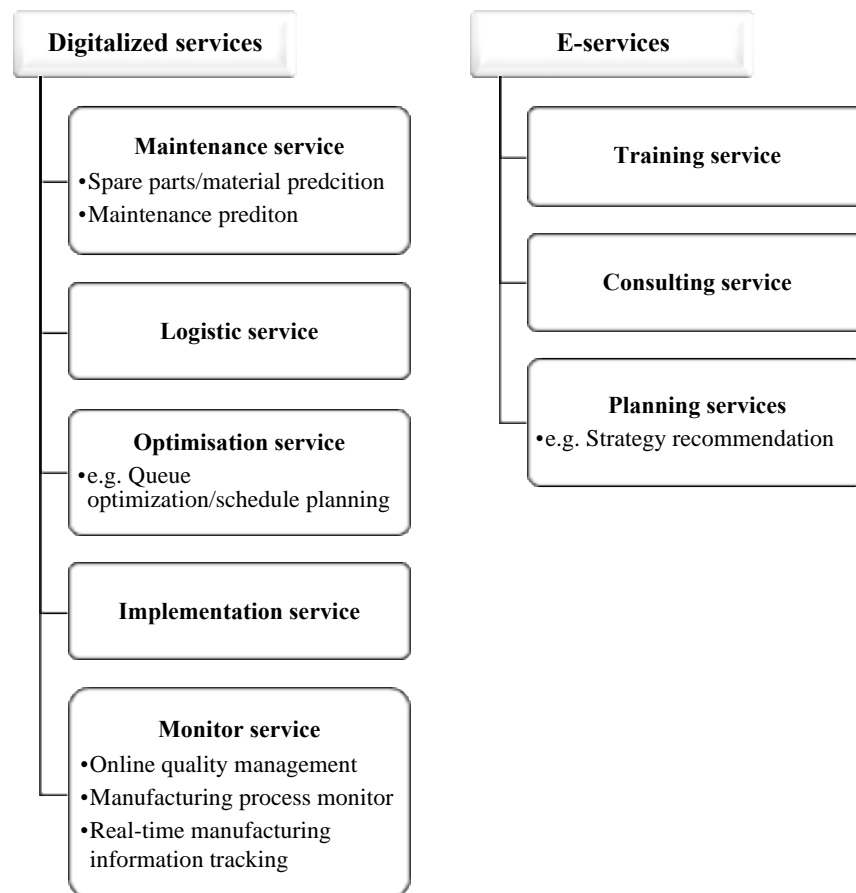 Digitalized services
Maintenance service
•Spare parts/material predcition
•Maintenance prediton
Logistic service
Optimisation service
•e.g. Queue
optimization/schedule planning
Implementation service
Monitor service
•Online quality management
•Manufacturing process monitor
•Real-time manufacturing
information tracking
E-services
Training service
Consulting service
Planning services
•e.g. Strategy recommendation